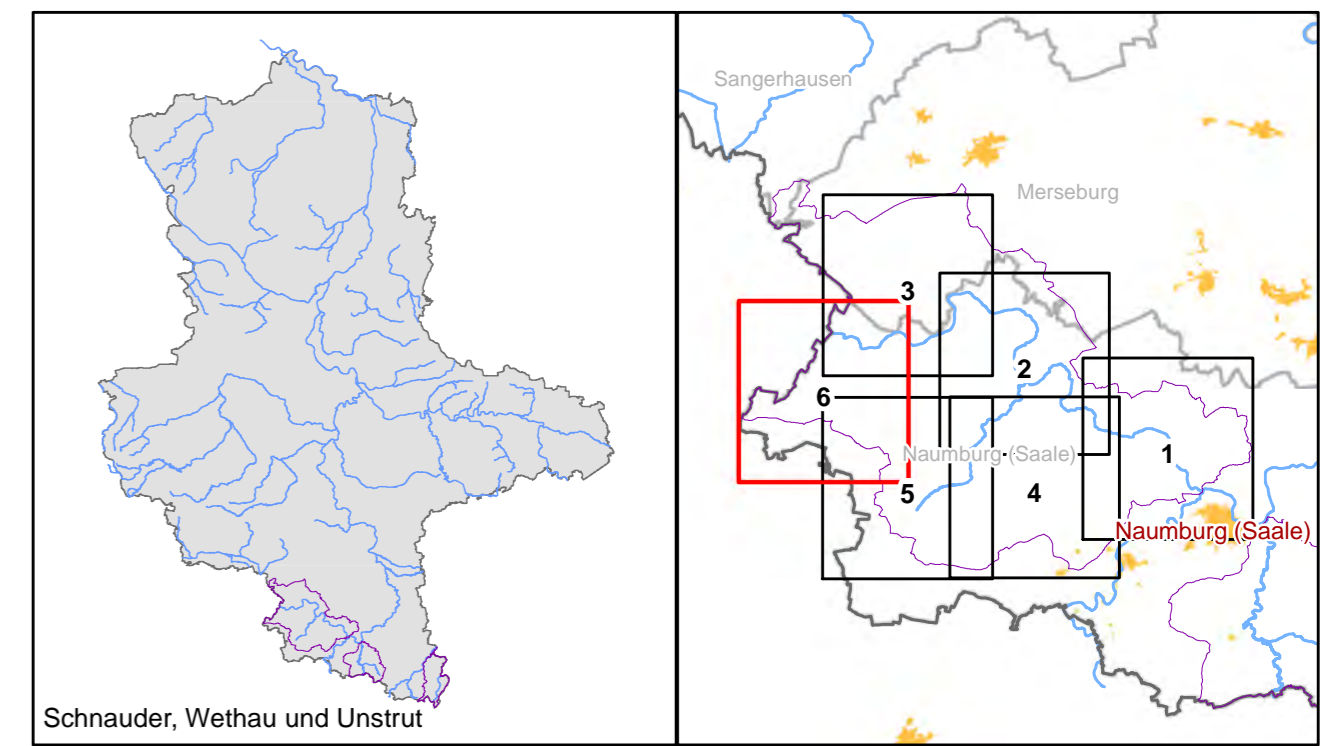 Schnauder, Wethau und Unstrut
Sangerhausen
Merseburg
3
2
6
Naumburg (Saale)
1
5
4
Naumburg (Saale)